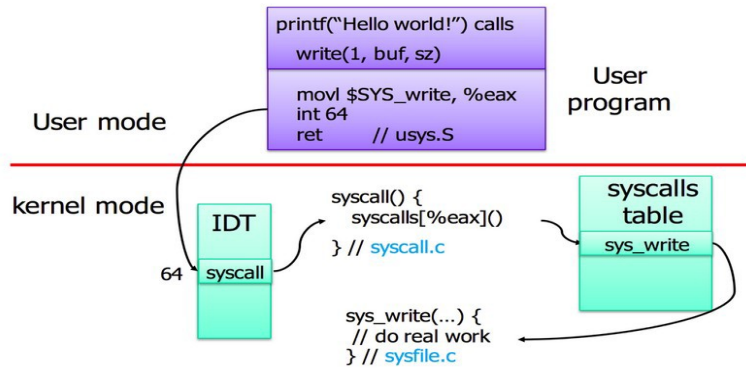 printf("Hello world!") calls
write(1, buf, sz)
movl $SYS_write, %eax
int 64
ret // usys.S
User
program
User mode
kernel mode
IDT
64
syscall
syscall() {
syscalls[%eax]()
} // syscall.c
syscalls
table
sys_write
sys_write(...) {
// do real work
} // sysfile.c